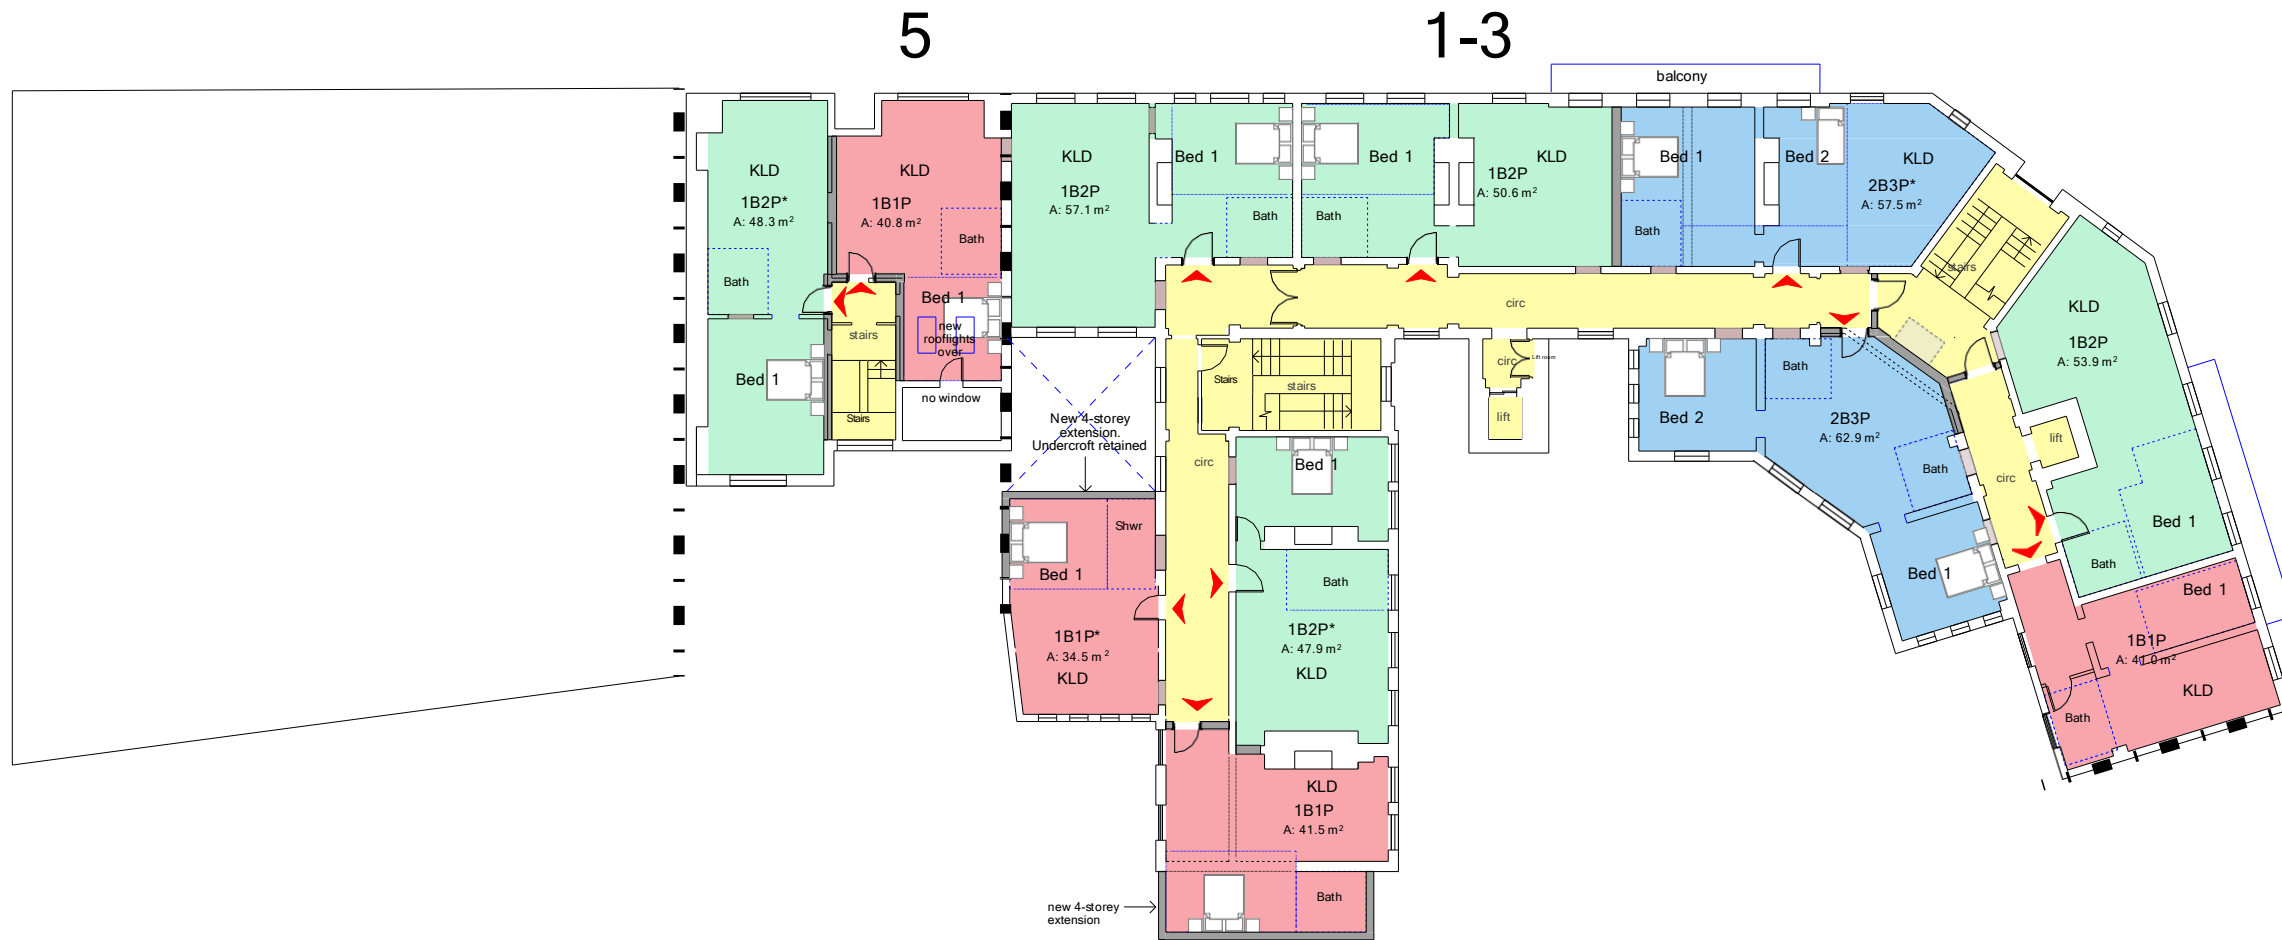 5
1-3
balcony
KLD
1B2P*
A: 48.3 m²
Bath
Bed 1
KLD
1B1P
A: 40.8 m²
Bath
Bed 1
new
rooflights
over
stairs
Stairs
no window
KLD
1B2P
A: 57.1 m²
Bed 1
Bath
Bed 1
Bath
KLD
1B2P
A: 50.6 m²
Bed 1
Bath
Bed 2
KLD
2B3P*
A: 57.5 m²
stairs
circ
circ
Lift room
lift
Stairs
stairs
New 4-storey
extension.
Undercroft retained
circ
Bed 1
Shwr
Bed 1
1B1P*
A: 34.5 m²
KLD
Bath
1B2P*
A: 47.9 m²
KLD
KLD
1B1P
A: 41.5 m²
Bath
new 4-storey
extension
Bed 2
Bath
2B3P
A: 62.9 m²
Bath
Bed 1
circ
lift
KLD
1B2P
A: 53.9 m²
Bed 1
Bath
Bed 1
1B1P
A: 41.0 m²
KLD
Bath